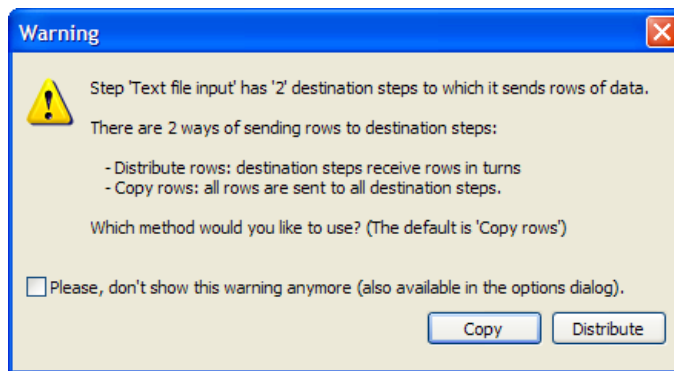 Warning
Step 'Text file input' has '2' destination steps to which it sends rows of data.
There are 2 ways of sending rows to destination steps:
- Distribute rows: destination steps receive rows in turns
- Copy rows: all rows are sent to all destination steps.
Which method would you like to use? (The default is 'Copy rows')
Please, don't show this warning anymore (also available in the options dialog).
Copy Distribute